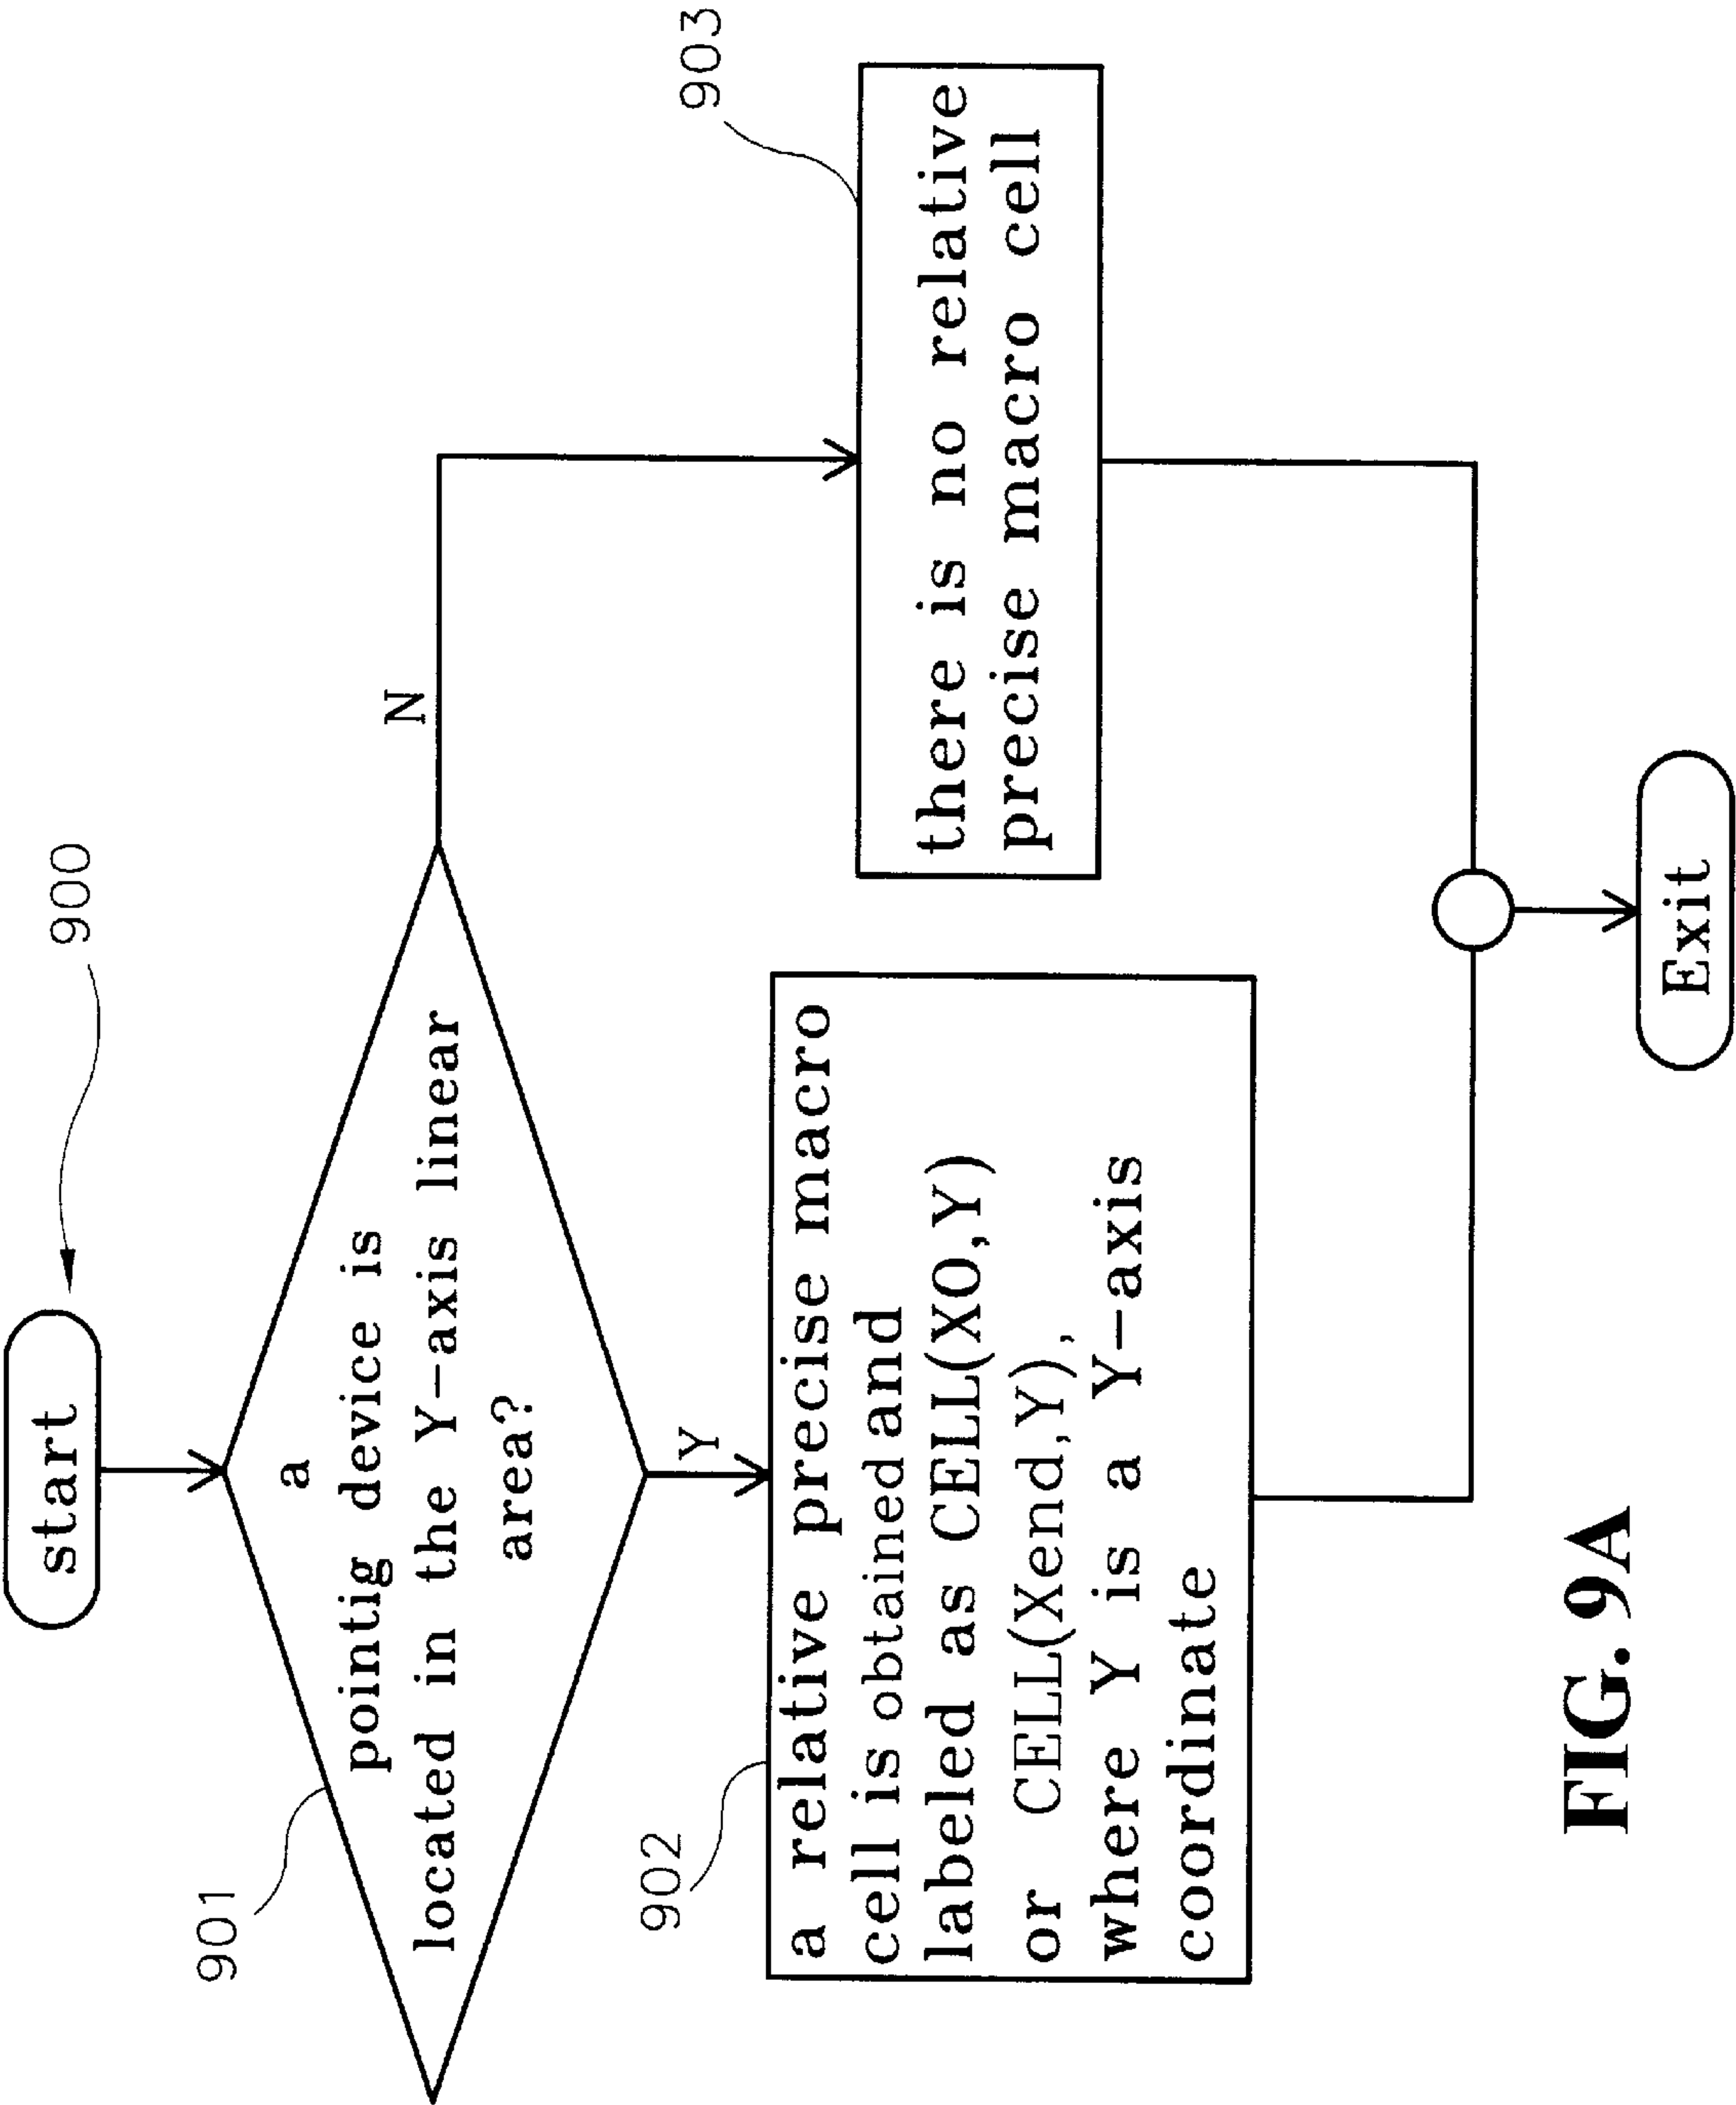 start
900
901
a
pointig device is
located in the Y-axis linear
area?
N
Y
902
a relative precise macro
cell is obtained and
labeled as CELL(X0,Y)
or CELL(Xend,Y),
where Y is a Y-axis
coordinate
903
there is no relative
precise macro cell
Exit
FIG. 9A